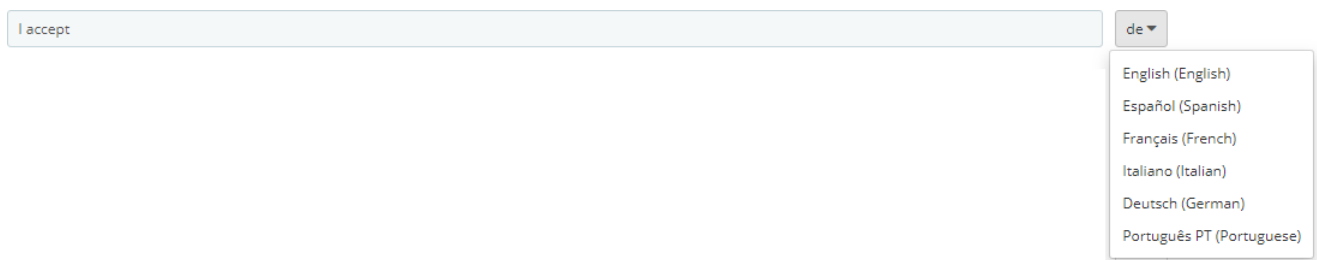 I accept
de
English (English)
Español (Spanish)
Français (French)
Italiano (Italian)
Deutsch (German)
Português PT (Portuguese)